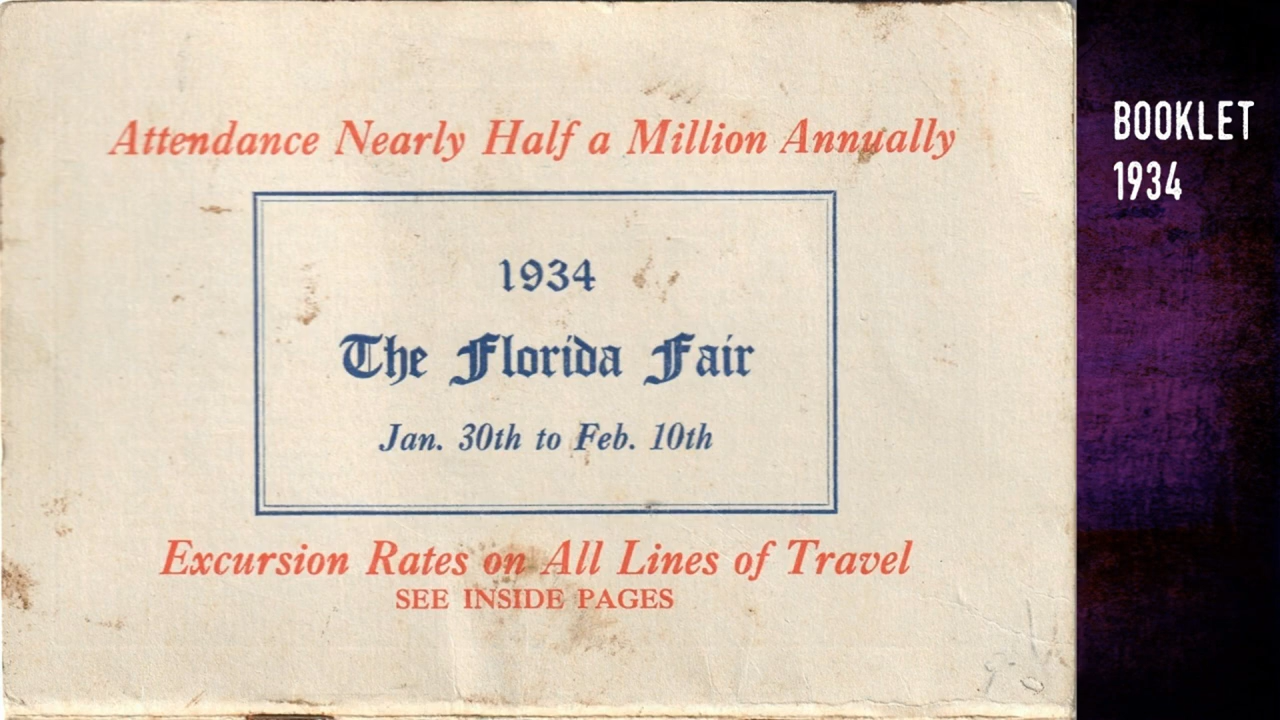 Attendance Nearly Half a Million Annually
1934
The Florida Fair
Jan. 30th to Feb. 10th
Excursion Rates on All Lines of Travel
SEE INSIDE PAGES
BOOKLET
1934